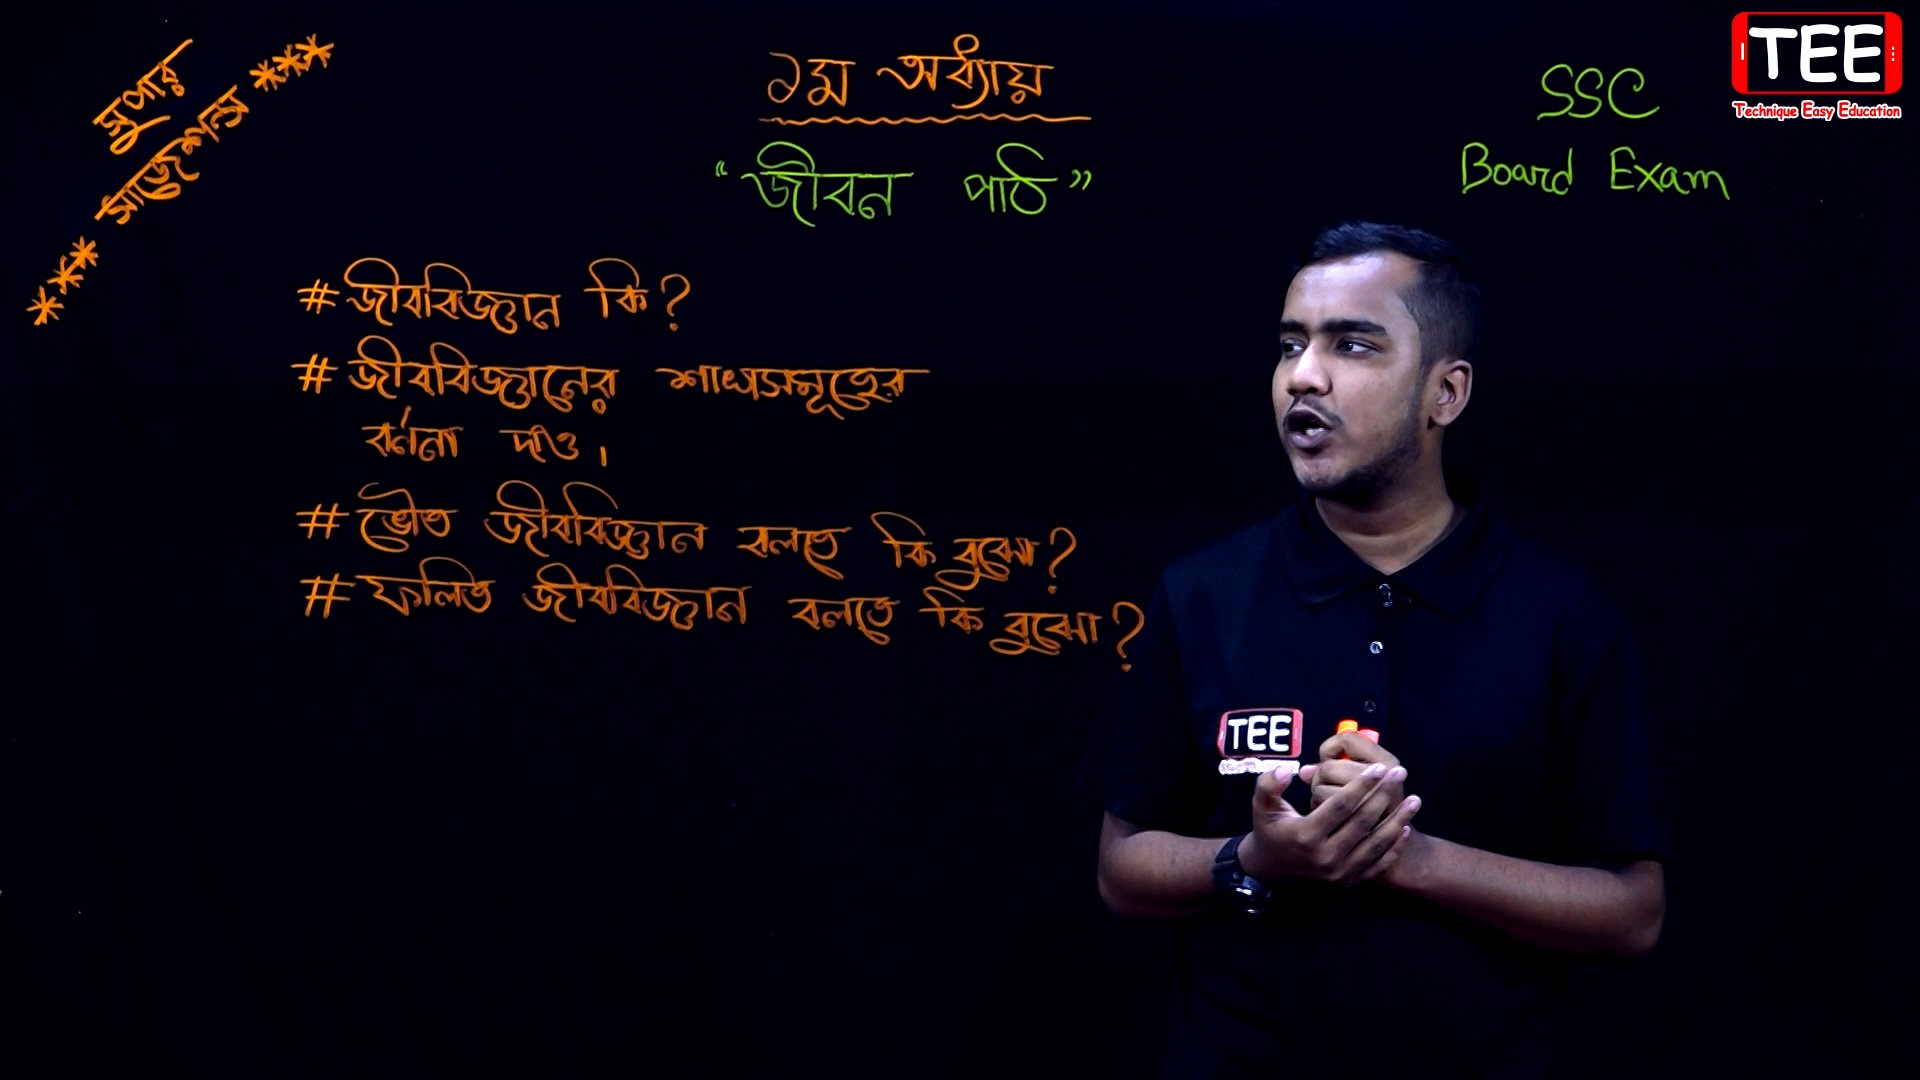 সুপার
*** সাজেশন্স ***
১ম অধ্যায়
"জীবন পাঠ"
SSC
Board Exam
TEE
Technique Easy Education
# জীববিজ্ঞান কি?
# জীববিজ্ঞানের শাখাসমূহের
বর্ণনা দাও।
# ভৌত জীববিজ্ঞান বলতে কি বুঝো?
# ফলিত জীববিজ্ঞান বলতে কি বুঝো?
TEE